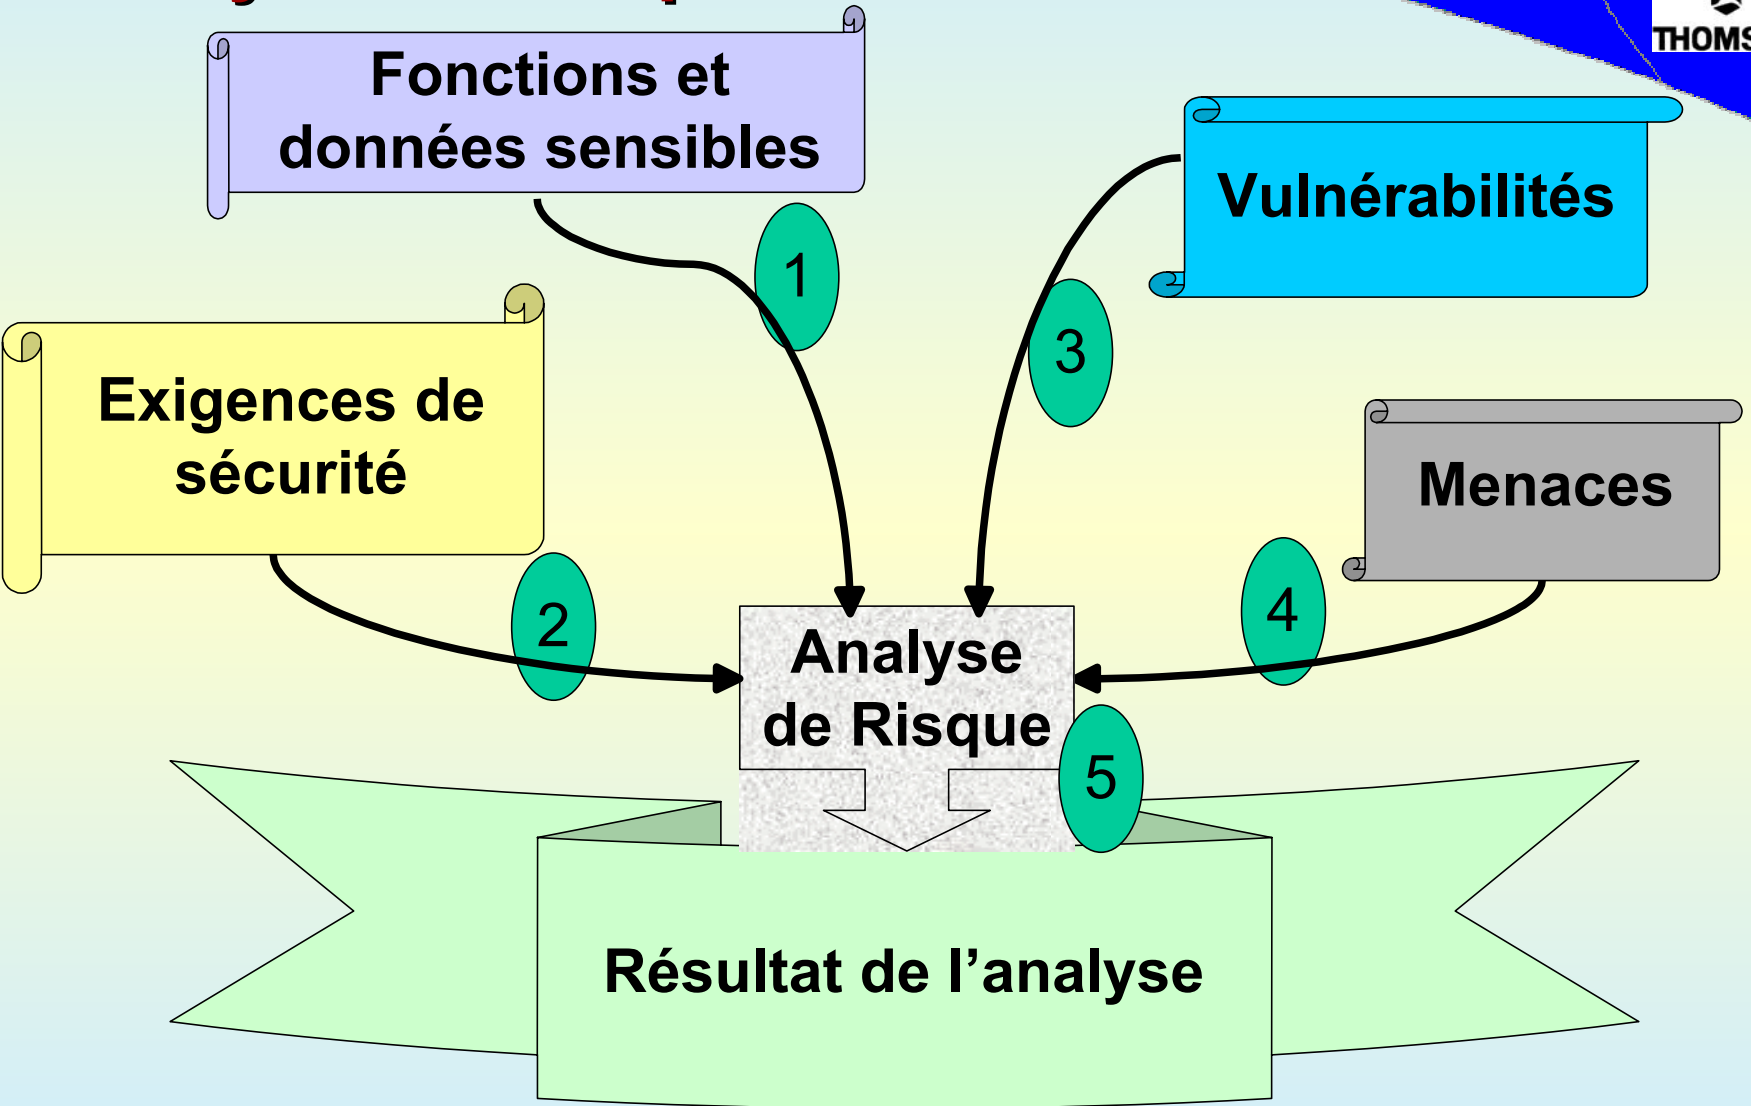 THOMS
Fonctions et
données sensibles
Vulnérabilités
1
3
Exigences de
sécurité
Menaces
2
4
Analyse
de Risque
5
Résultat de l’analyse